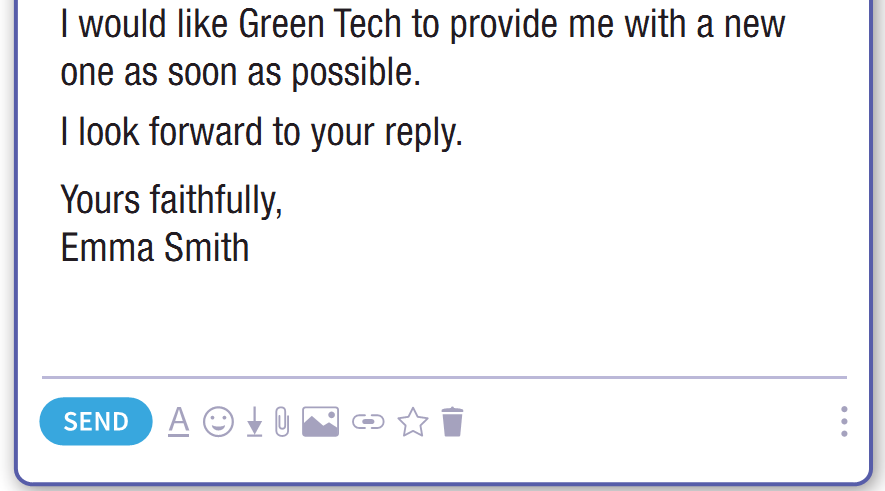 I would like Green Tech to provide me with a new
one as soon as possible.
I look forward to your reply.
Yours faithfully,
Emma Smith
SEND
A